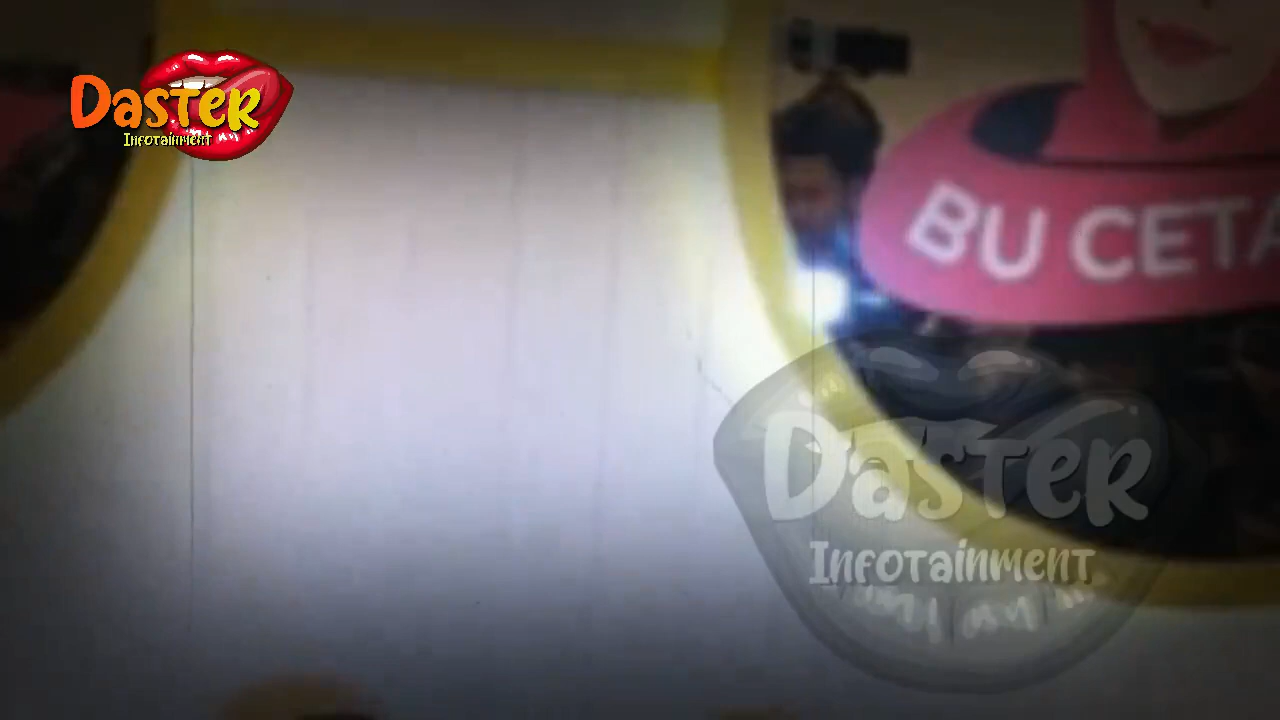 DASTER
INFOTAINMENT
BU CETA
DASTER
INFOTAINMENT